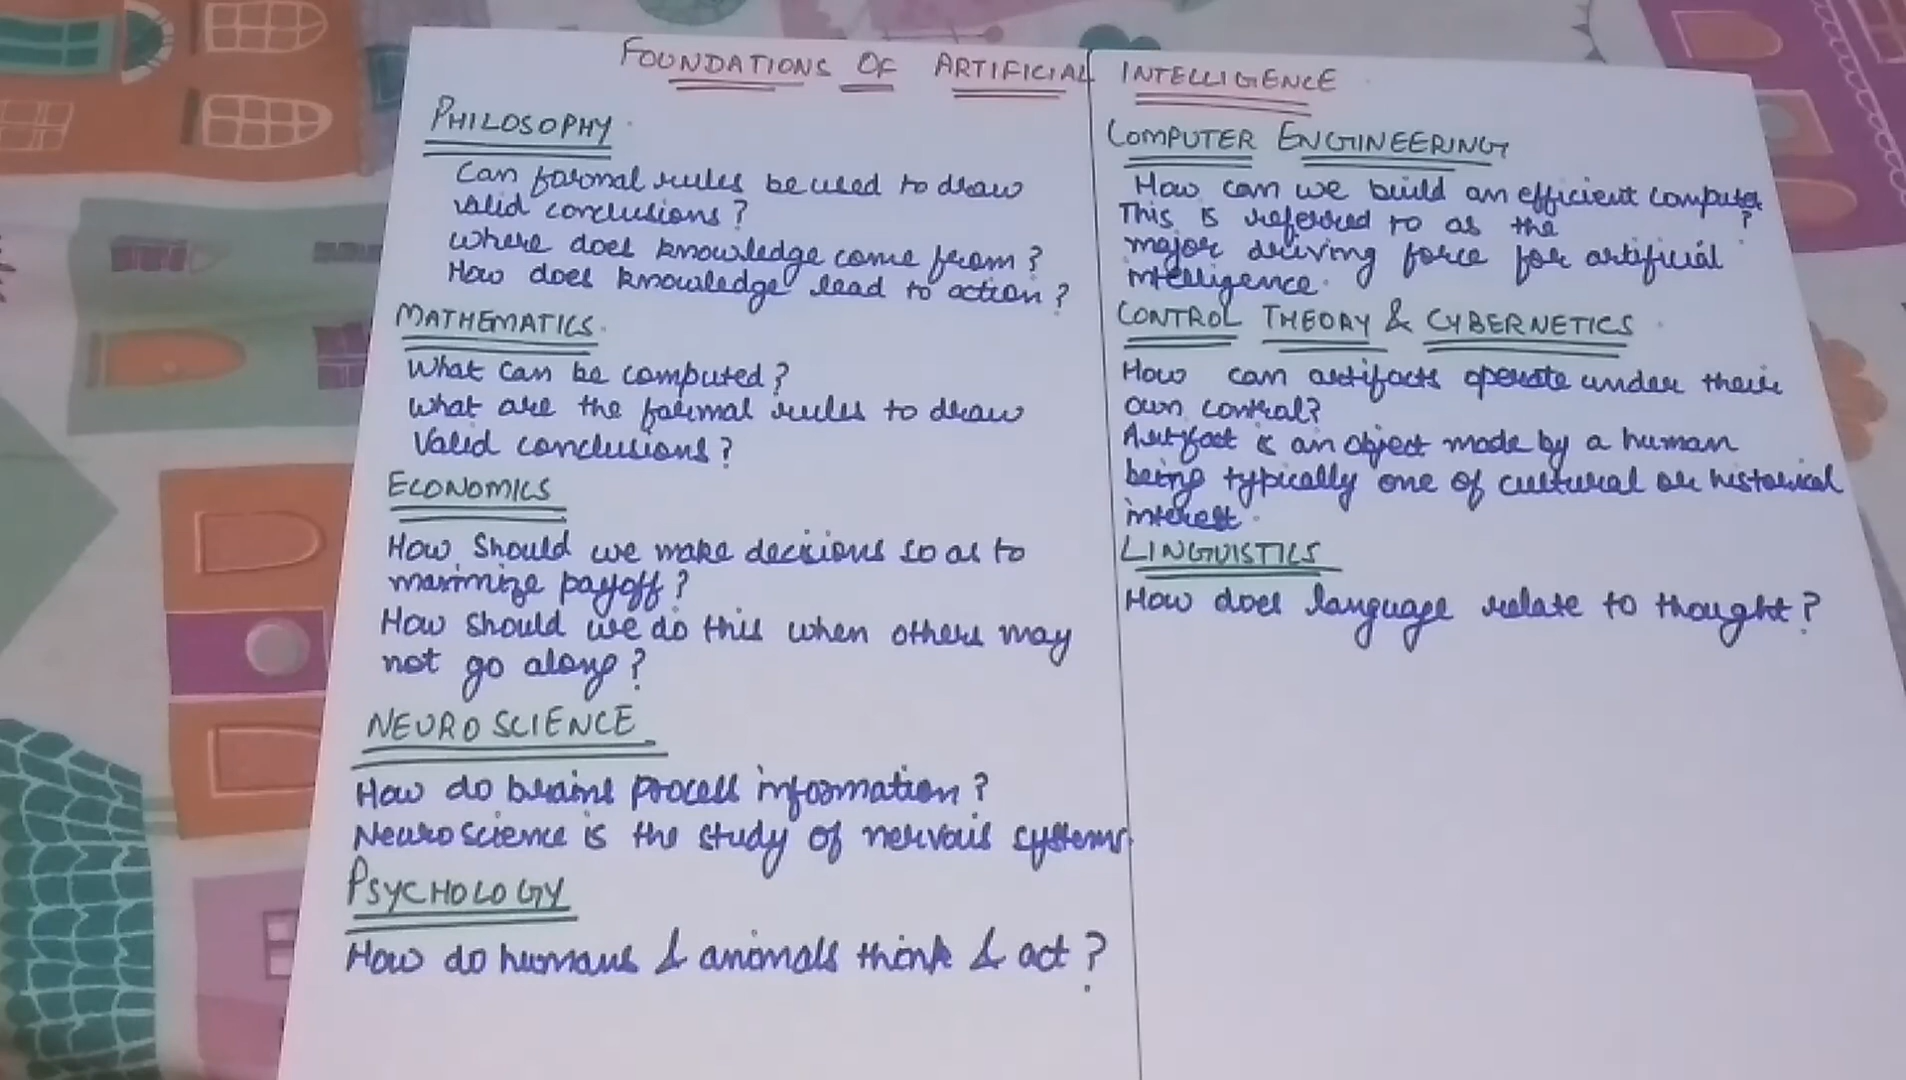 FOUNDATIONS OF ARTIFICIAL INTELLIGENCE
PHILOSOPHY
Can formal rules be used to draw
valid conclusions?
Where does knowledge come from?
How does knowledge lead to action?
MATHEMATICS
What can be computed?
What are the formal rules to draw
valid conclusions?
ECONOMICS
How should we make decisions so as to
maximize payoff?
How should we do this when others may
not go along?
NEUROSCIENCE
How do brains process information?
Neuroscience is the study of nervous systems
PSYCHOLOGY
How do humans & animals think & act?
COMPUTER ENGINEERING
How can we build an efficient computer?
This is referred to as the
major driving force for artificial
intelligence.
CONTROL THEORY & CYBERNETICS
How can artifacts operate under their
own control?
Artifact is an object made by a human
being typically one of cultural or historical
interest.
LINGUISTICS
How does language relate to thought?